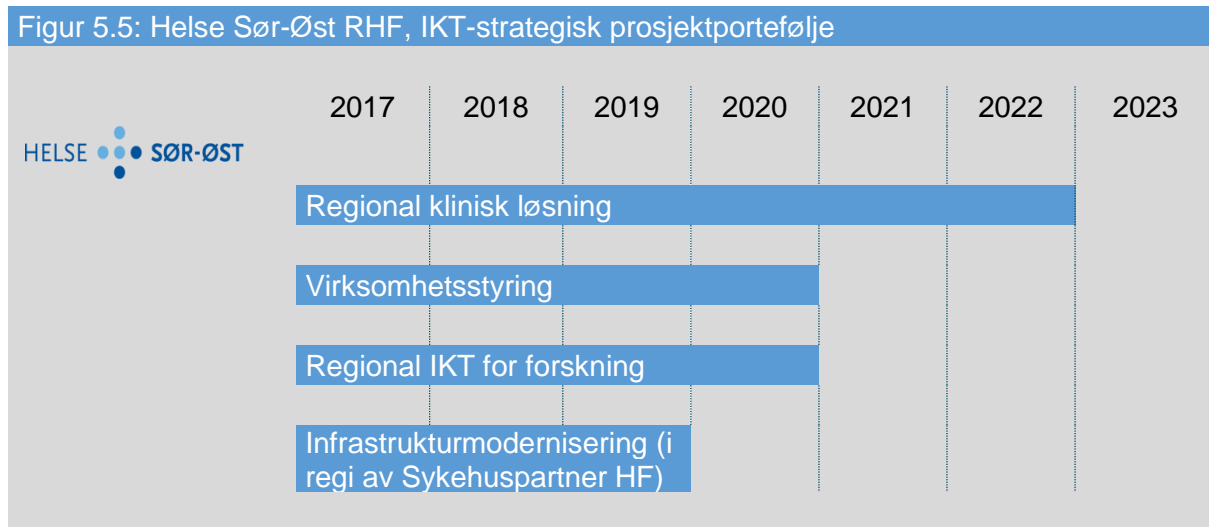 Figur 5.5: Helse Sør-Øst RHF, IKT-strategisk prosjektportefølje
2017 2018 2019 2020 2021 2022 2023
HELSE SØR-ØST
Regional klinisk løsning
Virksomhetsstyring
Regional IKT for forskning
Infrastrukturmodernisering (i
regi av Sykehuspartner HF)